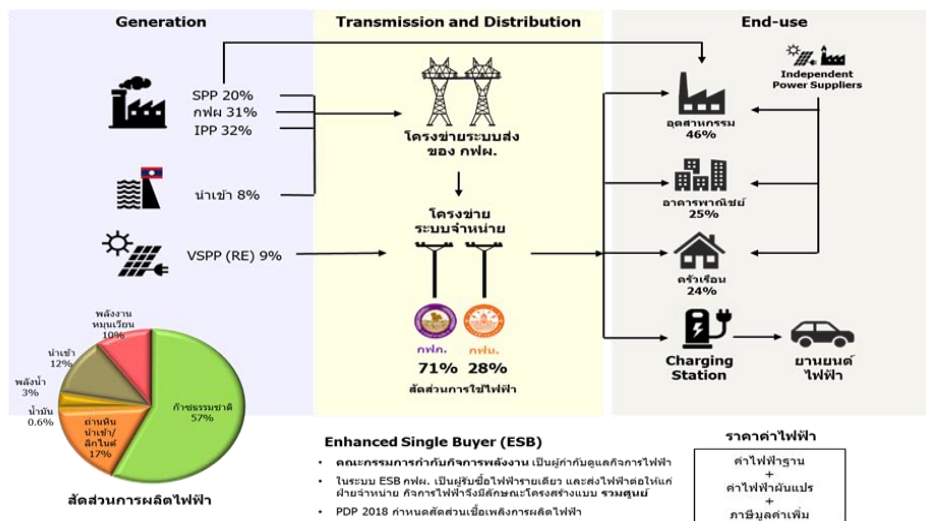 Generation
Transmission and Distribution
End-use
SPP 20%
กฟผ 31%
IPP 32%
นำเข้า 8%
VSPP (RE) 9%
โครงข่ายระบบส่ง
ของ กฟผ.
โครงข่าย
ระบบจำหน่าย
กฟภ.
กฟน.
71%
28%
สัดส่วนการใช้ไฟฟ้า
Independent
Power Suppliers
อุตสาหกรรม
46%
อาคารพาณิชย์
25%
ครัวเรือน
24%
Charging
Station
ยานยนต์
ไฟฟ้า
พลังงาน
หมุนเวียน
10%
นำเข้า
12%
พลังน้ำ
3%
น้ำมัน
0.6%
ถ่านหิน
นำเข้า/
ลิกไนต์
17%
ก๊าซธรรมชาติ
57%
สัดส่วนการผลิตไฟฟ้า
Enhanced Single Buyer (ESB)
• คณะกรรมการกำกับกิจการพลังงาน เป็นผู้กำกับดูแลกิจการไฟฟ้า
• ในระบบ ESB กฟผ. เป็นผู้รับซื้อไฟฟ้ารายเดียว และส่งไฟฟ้าต่อให้แก่
ฝ่ายจำหน่าย กิจการไฟฟ้าจึงมีลักษณะโครงสร้างแบบ รวมศูนย์
• PDP 2018 กำหนดสัดส่วนเชื้อเพลิงการผลิตไฟฟ้า
ราคาค่าไฟฟ้า
ค่าไฟฟ้าฐาน
+
ค่าไฟฟ้าผันแปร
+
ภาษีมูลค่าเพิ่ม